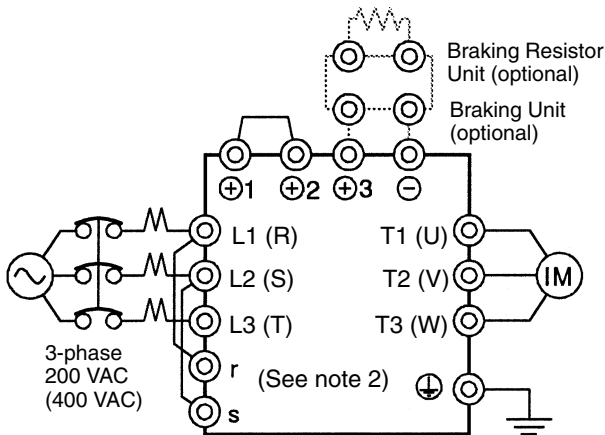 Braking Resistor
Unit (optional)
Braking Unit
(optional)
⊕1 ⊕2 ⊕3 ⊖
L1 (R) T1 (U)
L2 (S) T2 (V) IM
L3 (T) T3 (W)
3-phase
200 VAC
(400 VAC)
r (See note 2)
s